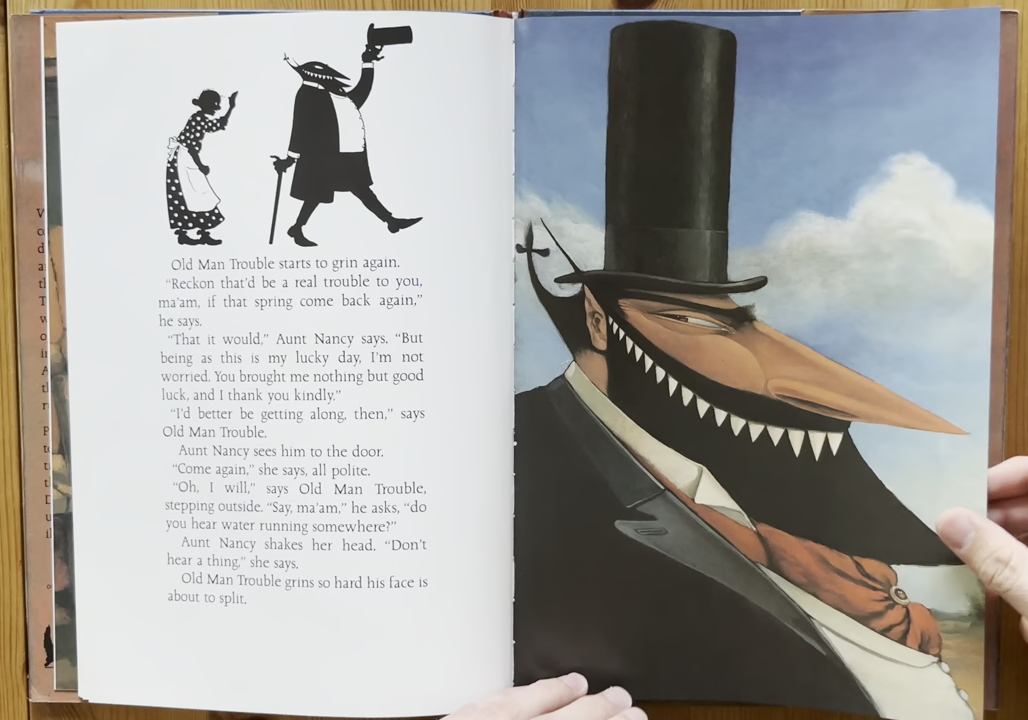 Old Man Trouble starts to grin again.
“Reckon that’d be a real trouble to you,
ma’am, if that spring come back again,”
he says.
“That it would,” Aunt Nancy says. “But
being as this is my lucky day, I’m not
worried. You brought me nothing but good
luck, and I thank you kindly.”
“I’d better be getting along, then,” says
Old Man Trouble.
Aunt Nancy sees him to the door.
“Come again,” she says, all polite.
“Oh, I will,” says Old Man Trouble,
stepping outside. “Say, ma’am,” he asks, “do
you hear water running somewhere?”
Aunt Nancy shakes her head. “Don’t
hear a thing,” she says.
Old Man Trouble grins so hard his face is
about to split.